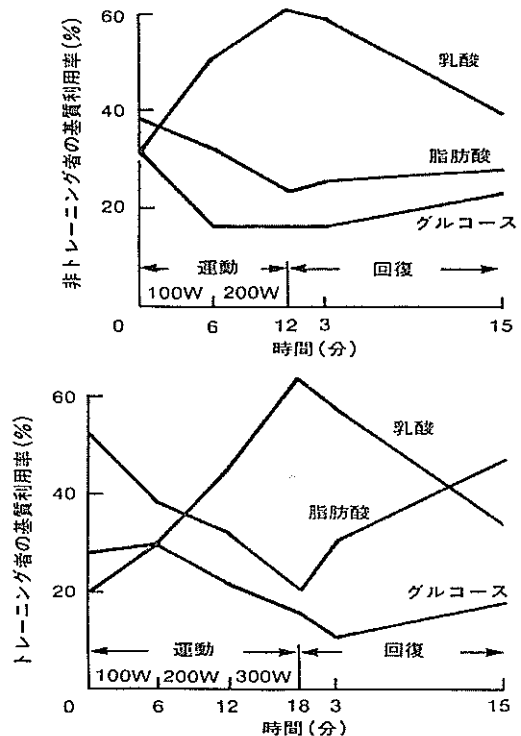 非トレーニング者の基質利用率(%)
60
40
20
0
乳酸
脂肪酸
グルコース
運動
回復
100W 200W
6 12 3 15
時間(分)
トレーニング者の基質利用率(%)
60
40
20
0
乳酸
脂肪酸
グルコース
運動
回復
100W 200W 300W
6 12 18 3 15
時間(分)